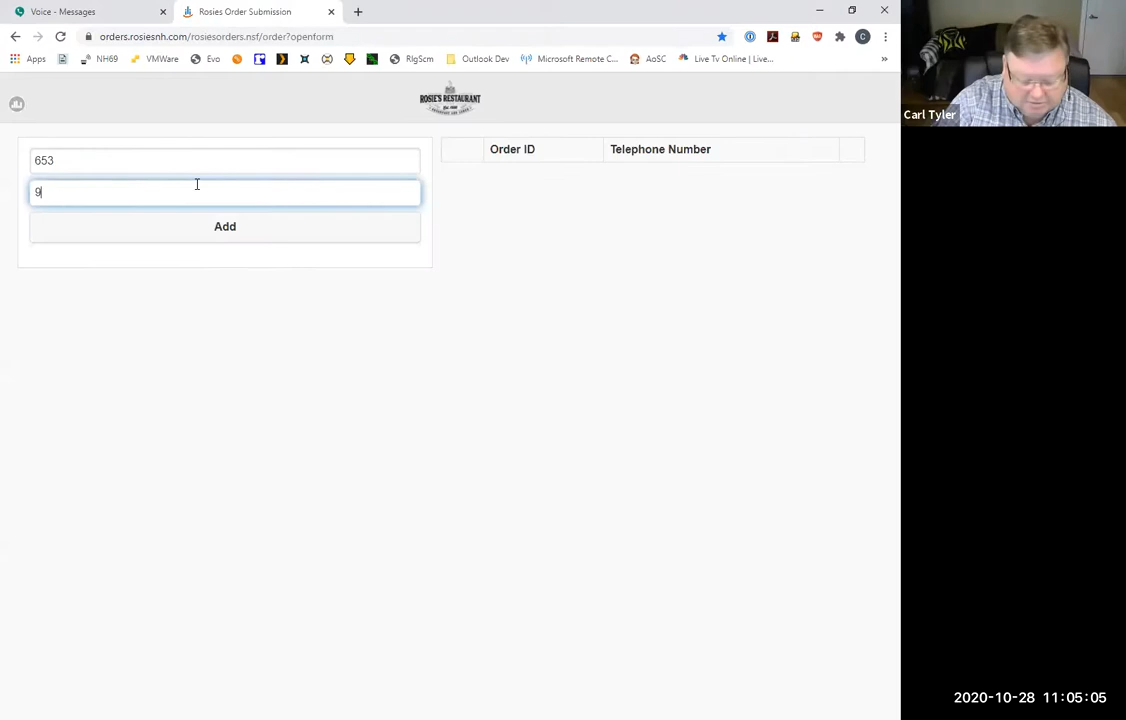 Voice - Messages
Rosies Order Submission
orders.rosiesnh.com/rosiesorders.nsf/order?openform
Apps
NH69
VMWare
Evo
RlgScm
Outlook Dev
Microsoft Remote C...
AoSC
Live Tv Online | Live...
C
ROSIE'S RESTAURANT
653
9
Add
Order ID
Telephone Number
Carl Tyler
2020-10-28 11:05:05